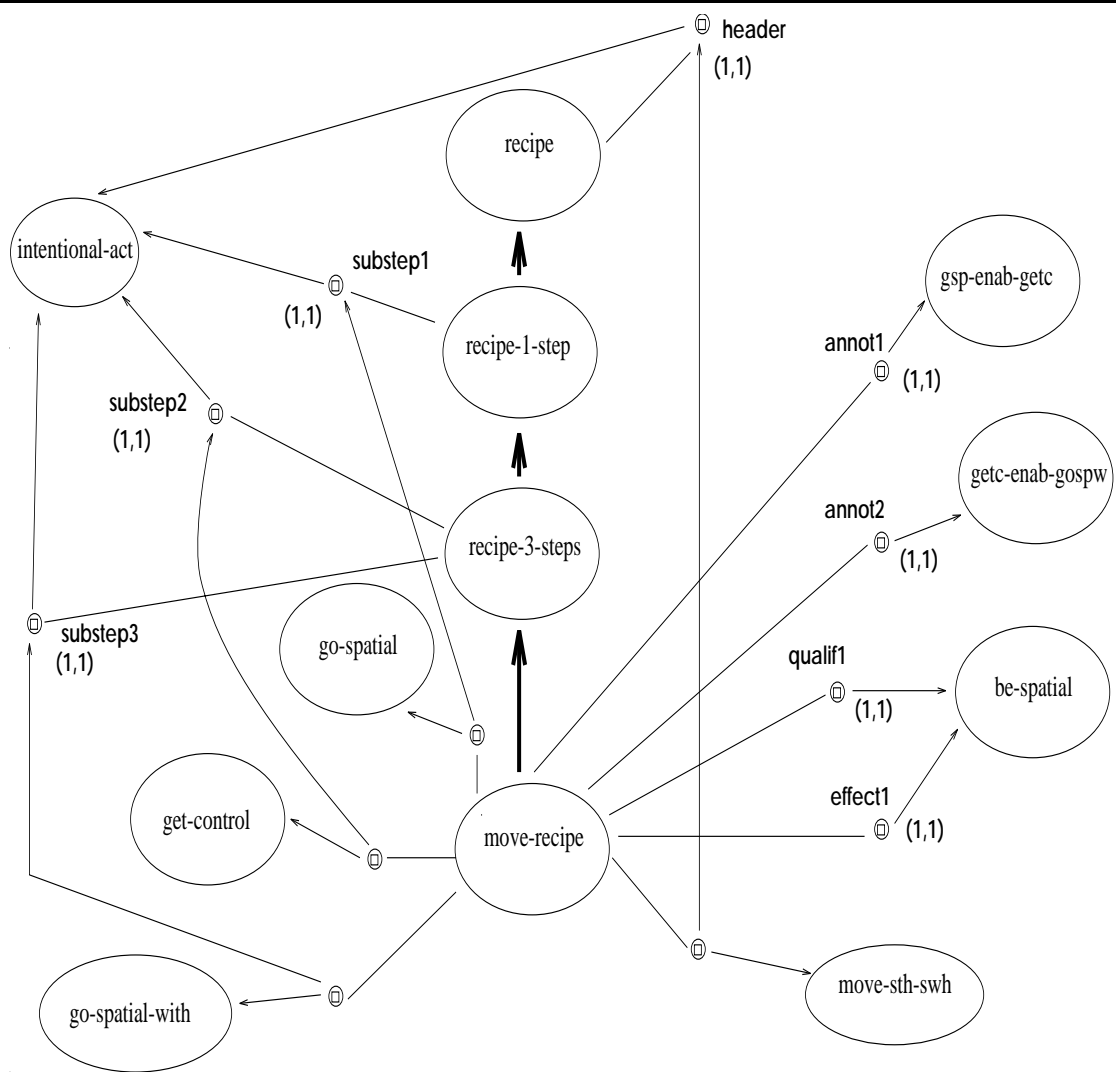 header
(1,1)
recipe
intentional-act
substep1
(1,1)
gsp-enab-getc
recipe-1-step
annot1
(1,1)
substep2
(1,1)
getc-enab-gospw
annot2
(1,1)
recipe-3-steps
substep3
(1,1)
go-spatial
qualif1
(1,1)
be-spatial
effect1
(1,1)
get-control
move-recipe
move-sth-swh
go-spatial-with